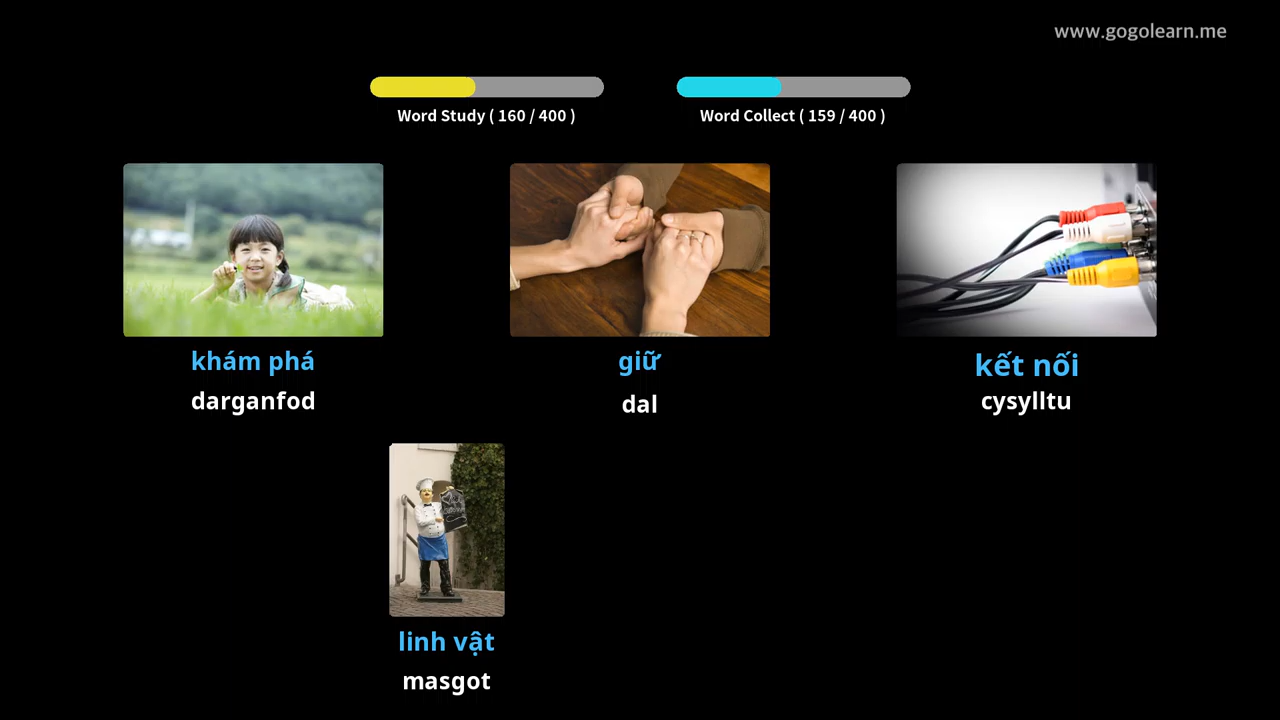 www.gogolearn.me
Word Study ( 160 / 400 )
Word Collect ( 159 / 400 )
khám phá
darganfod
giữ
dal
kết nối
cysylltu
linh vật
masgot